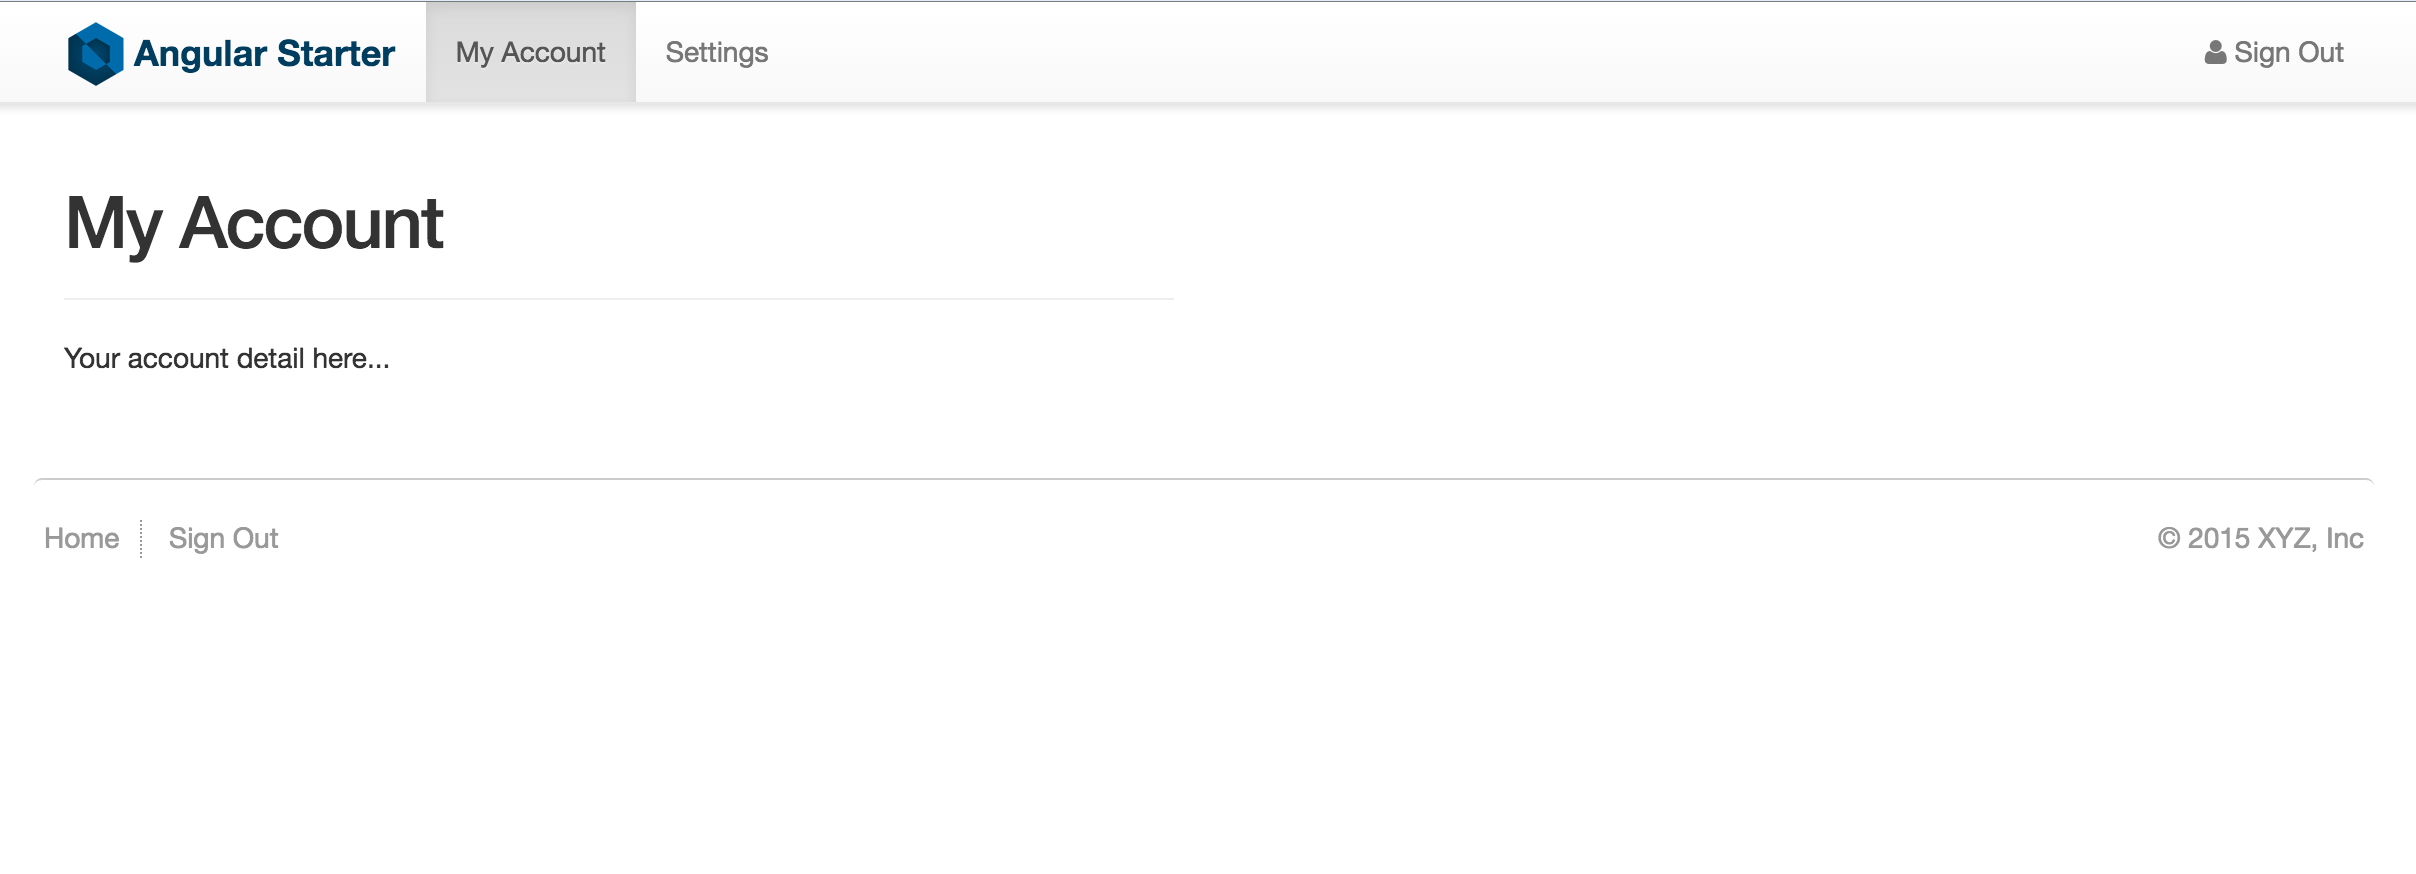 Angular Starter My Account Settings Sign Out
My Account
Your account detail here...
Home Sign Out © 2015 XYZ, Inc